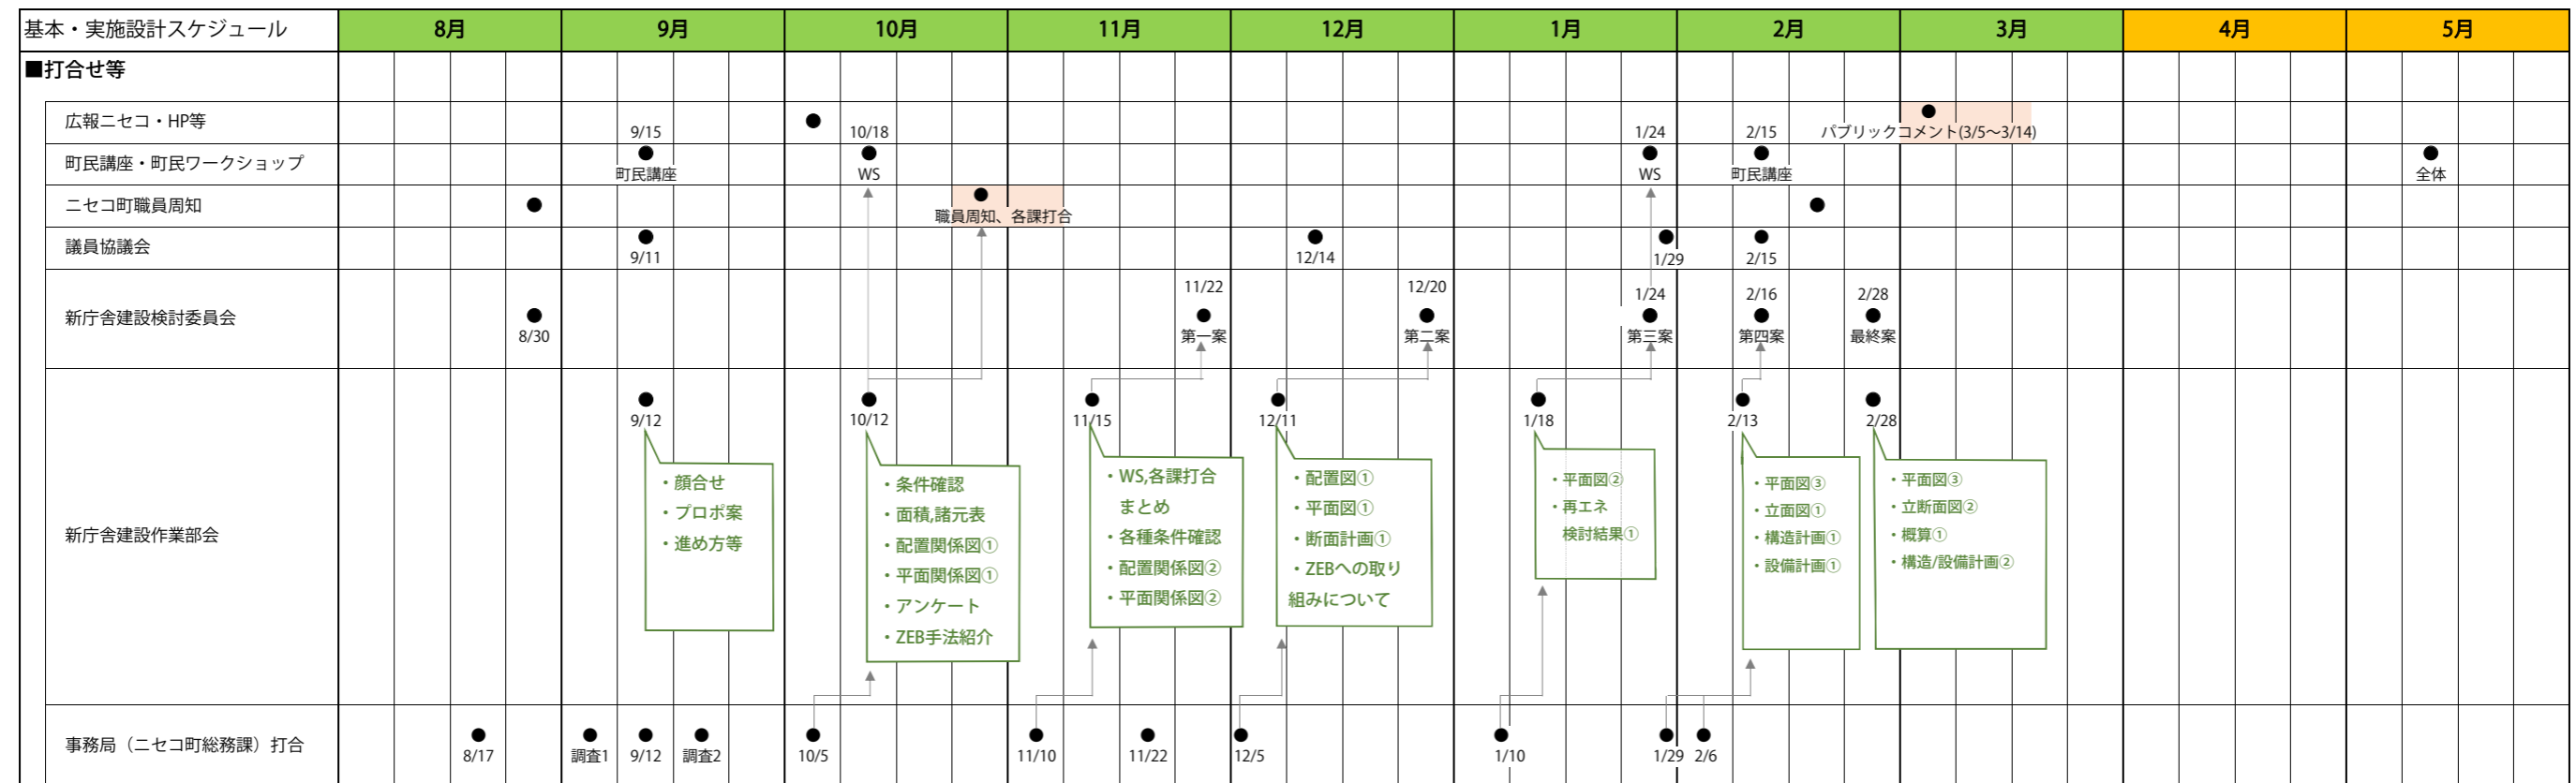 基本・実施設計スケジュール 8月 9月 10月 11月 12月 1月 2月 3月 4月 5月
■打合せ等
広報ニセコ・HP等
9/15 10/18 1/24 2/15 パブリックコメント(3/5～3/14)
町民講座・町民ワークショップ
町民講座 WS WS 町民講座 全体
ニセコ町職員周知
職員周知、各課打合
議員協議会
9/11 12/14 1/29 2/15
11/22 12/20 1/24 2/16 2/28
新庁舎建設検討委員会
8/30 第一案 第二案 第三案 第四案 最終案
新庁舎建設作業部会
9/12
・顔合せ
・プロポ案
・進め方等
10/12
・条件確認
・面積,諸元表
・配置関係図①
・平面関係図①
・アンケート
・ZEB手法紹介
11/15
・WS,各課打合
まとめ
・各種条件確認
・配置関係図②
・平面関係図②
12/11
・配置図①
・平面図①
・断面計画①
・ZEBへの取り
組みについて
1/18
・平面図②
・再エネ
検討結果①
2/13
・平面図③
・立面図①
・構造計画①
・設備計画①
2/28
・平面図③
・立断面図②
・概算①
・構造/設備計画②
事務局（ニセコ町総務課）打合
8/17 調査1 9/12 調査2 10/5 11/10 11/22 12/5 1/10 1/29 2/6